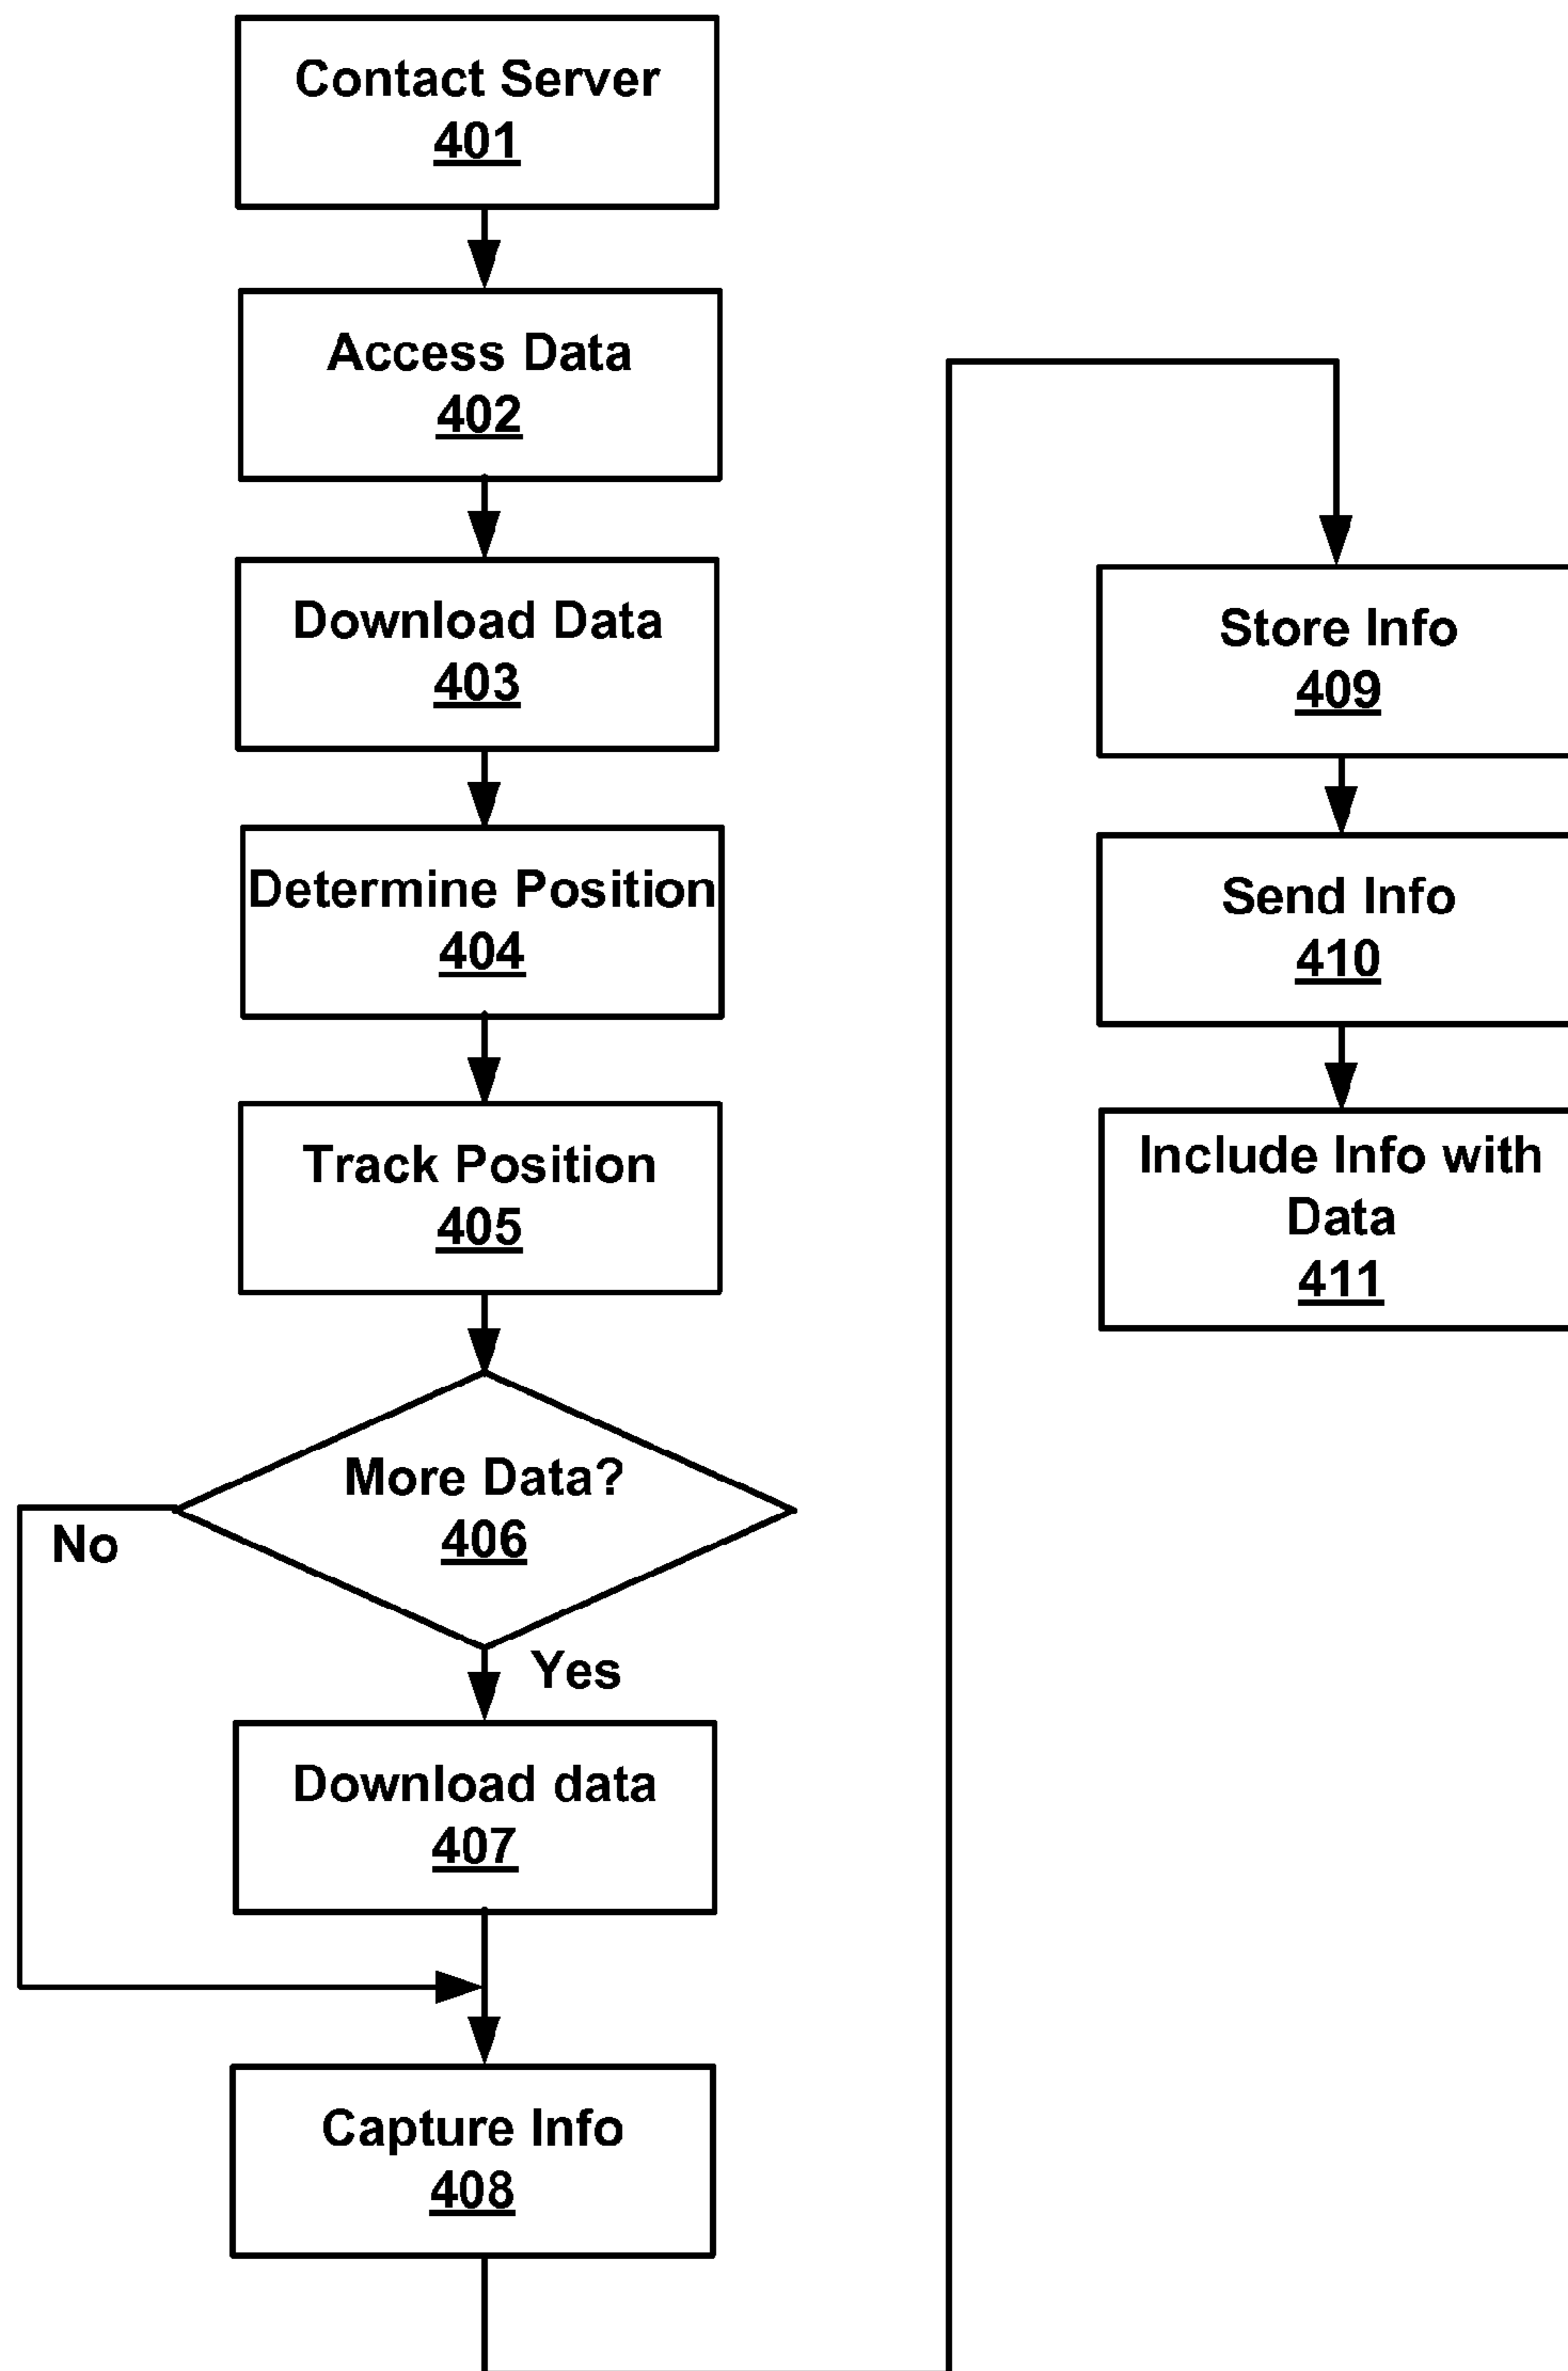 Contact Server
401
Access Data
402
Download Data
403
Determine Position
404
Track Position
405
More Data?
406
No
Yes
Download data
407
Capture Info
408
Store Info
409
Send Info
410
Include Info with
Data
411